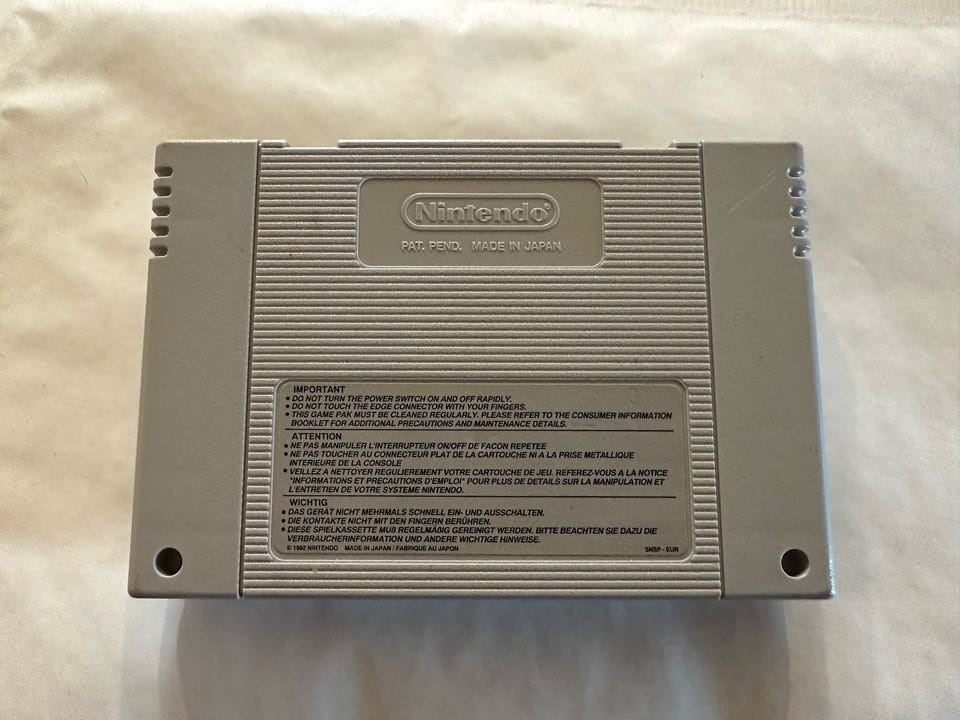 Nintendo®
PAT. PEND. MADE IN JAPAN
IMPORTANT
• DO NOT TURN THE POWER SWITCH ON AND OFF RAPIDLY.
• DO NOT TOUCH THE EDGE CONNECTOR WITH YOUR FINGERS.
• THIS GAME PAK MUST BE CLEANED REGULARLY. PLEASE REFER TO THE CONSUMER INFORMATION
BOOKLET FOR ADDITIONAL PRECAUTIONS AND MAINTENANCE DETAILS.
ATTENTION
• NE PAS MANIPULER L'INTERRUPTEUR ON/OFF DE FACON REPETEE
• NE PAS TOUCHER AU CONNECTEUR PLAT DE LA CARTOUCHE NI A LA PRISE METALLIQUE
INTERIEURE DE LA CONSOLE
• VEILLEZ A NETTOYER REGULIEREMENT VOTRE CARTOUCHE DE JEU. REFEREZ-VOUS A LA NOTICE
"INFORMATIONS ET PRECAUTIONS D'EMPLOI" POUR PLUS DE DETAILS SUR LA MANIPULATION ET
L'ENTRETIEN DE VOTRE SYSTEME NINTENDO.
WICHTIG
• DAS GERÄT NICHT MEHRMALS SCHNELL EIN- UND AUSSCHALTEN.
• DIE KONTAKTE NICHT MIT DEN FINGERN BERÜHREN.
• DIESE SPIELKASSETTE MUß REGELMÄßIG GEREINIGT WERDEN. BITTE BEACHTEN SIE DAZU DIE
VERBRAUCHERINFORMATION UND ANDERE WICHTIGE HINWEISE.
© 1992 NINTENDO MADE IN JAPAN / FABRIQUE AU JAPON SNSP - EUR